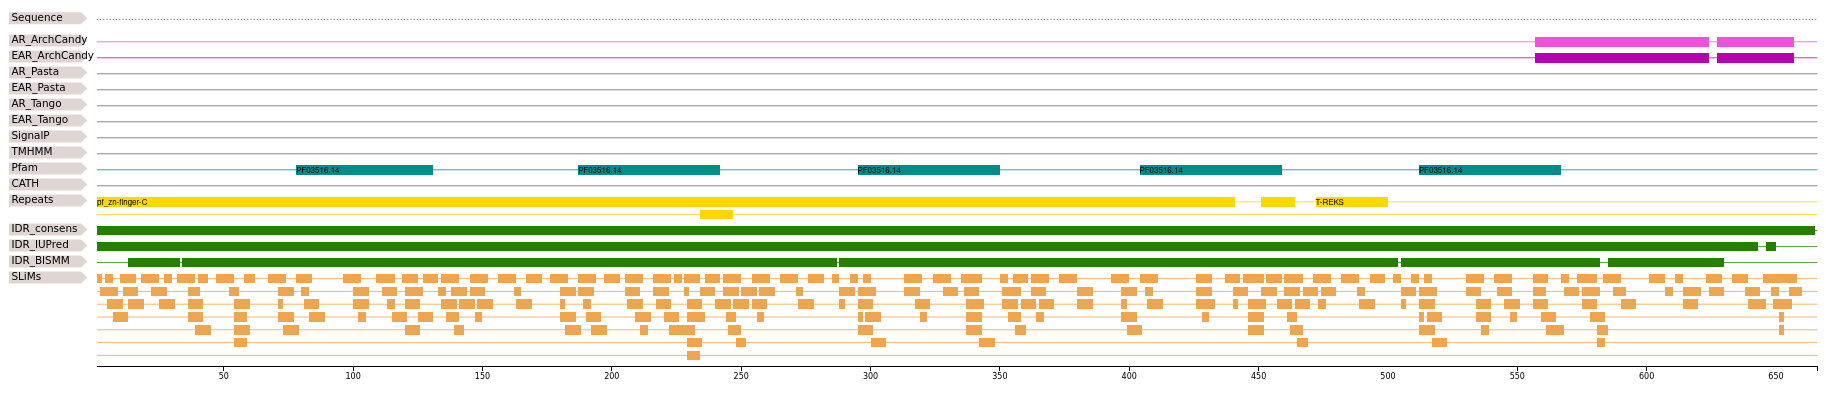 Sequence
AR_ArchCandy
EAR_ArchCandy
AR_Pasta
EAR_Pasta
AR_Tango
EAR_Tango
SignalP
TMHMM
Pfam PF03516.14 PF03516.14 PF03516.14 PF03516.14 PF03516.14
CATH
Repeats pf_zn-finger-C T-REKS
IDR_consens
IDR_IUPred
IDR_BISMM
SLiMs
50 100 150 200 250 300 350 400 450 500 550 600 650